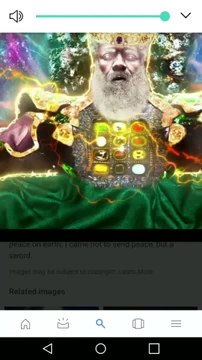 peace on earth. I came not to send peace, but a
sword.
Images may be subject to copyright. Learn More
Related images